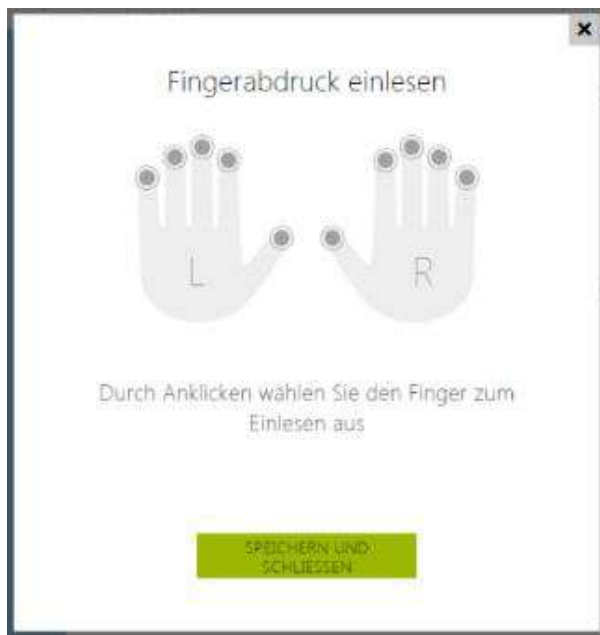 Fingerabdruck einlesen
L
R
Durch Anklicken wählen Sie den Finger zum
Einlesen aus
SPEICHERN UND
SCHLIESSEN